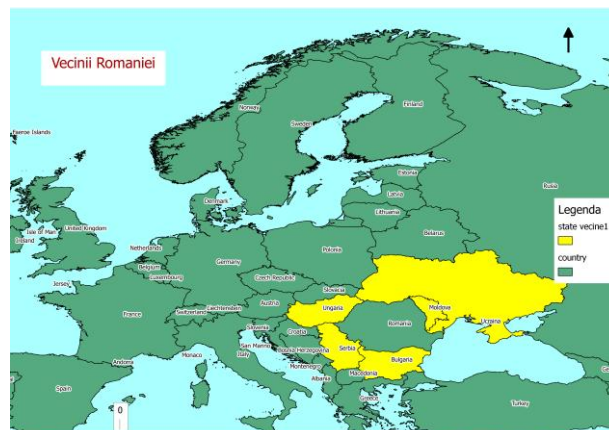 Vecinii Romaniei
Norway
Finland
Sweden
Faeroe Islands
Estonia
Rusia
Latvia
Denmark
Legenda
state vecine1
country
Lithuania
Isle of Man
United Kingdom
Ireland
Belarus
Netherlands
Polonia
Germany
Belgium
Luxembourg
Czech Republic
Jersey
Slovacia
Austria
Ungaria
Moldova
Liechtenstein
Switzerland
France
Ucraina
Slovenia
Croatia
Romania
San Marino
Bosnia Herzegovina
Serbia
Monaco
Italy
Bulgaria
Andorra
Montenegro
Macedonia
Albania
Spain
Greece
Turkey
0